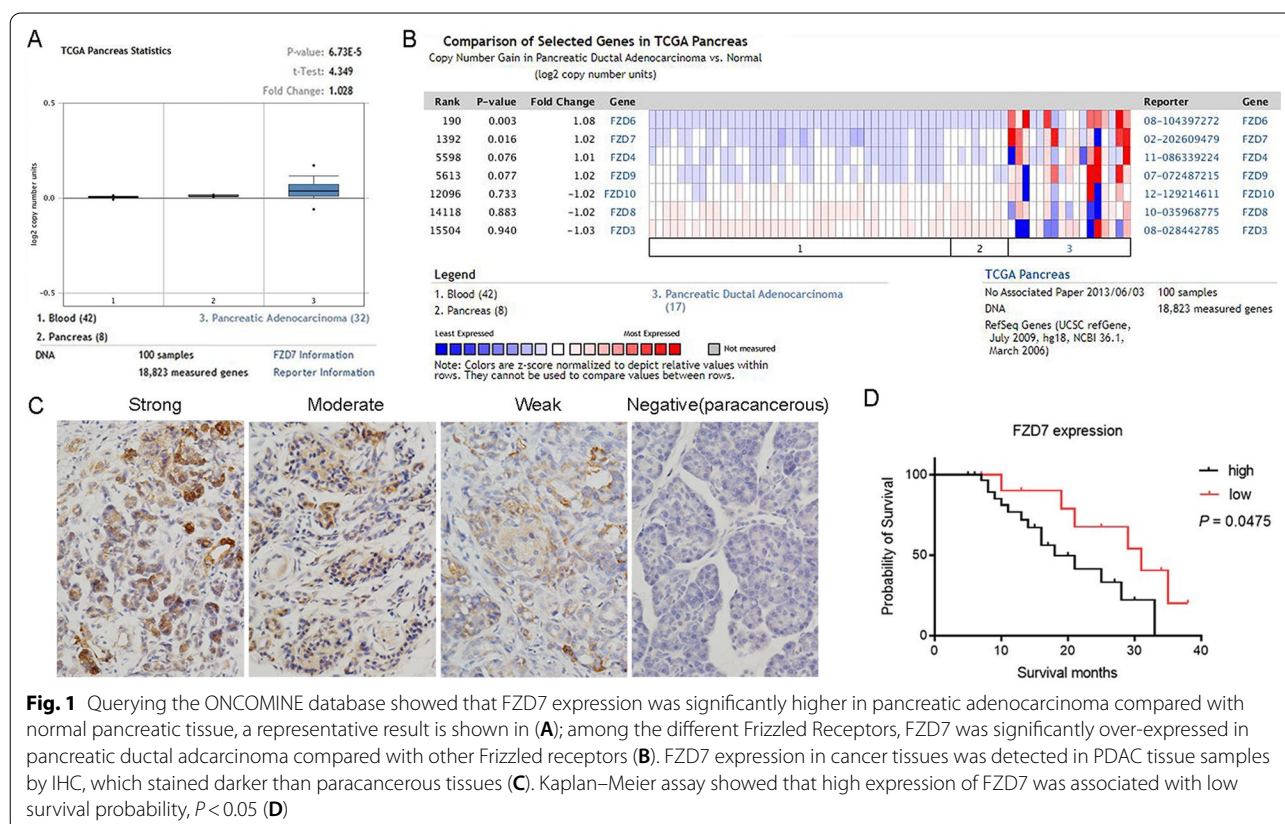 A
TCGA Pancreas Statistics
P-value: 6.73E-5
t-Test: 4.349
Fold Change: 1.028
0.5
0.0
-0.5
log2 copy number units
1 2 3
1. Blood (42) 3. Pancreatic Adenocarcinoma (32)
2. Pancreas (8)
DNA 100 samples FZD7 Information
18,823 measured genes Reporter Information
B
Comparison of Selected Genes in TCGA Pancreas
Copy Number Gain in Pancreatic Ductal Adenocarcinoma vs. Normal
(log2 copy number units)
Rank P-value Fold Change Gene Reporter Gene
190 0.003 1.08 FZD6 08-104397272 FZD6
1392 0.016 1.02 FZD7 02-202609479 FZD7
5598 0.076 1.01 FZD4 11-086339224 FZD4
5613 0.077 1.02 FZD9 07-072487215 FZD9
12096 0.733 -1.02 FZD10 12-129214611 FZD10
14118 0.883 -1.02 FZD8 10-035968775 FZD8
15504 0.940 -1.03 FZD3 08-028442785 FZD3
1 2 3
Legend
1. Blood (42) 3. Pancreatic Ductal Adenocarcinoma
2. Pancreas (8) (17)
Least Expressed Most Expressed
Not measured
Note: Colors are z-score normalized to depict relative values within
rows. They cannot be used to compare values between rows.
TCGA Pancreas
No Associated Paper 2013/06/03 100 samples
DNA 18,823 measured genes
RefSeq Genes (UCSC refGene,
July 2009, hg18, NCBI 36.1,
March 2006)
C
Strong Moderate Weak Negative(paracancerous)
D
FZD7 expression
high
low
P = 0.0475
100
50
0
Probability of Survival
0 10 20 30 40
Survival months
Fig. 1 Querying the ONCOMINE database showed that FZD7 expression was significantly higher in pancreatic adenocarcinoma compared with
normal pancreatic tissue, a representative result is shown in (A); among the different Frizzled Receptors, FZD7 was significantly over-expressed in
pancreatic ductal adcarcinoma compared with other Frizzled receptors (B). FZD7 expression in cancer tissues was detected in PDAC tissue samples
by IHC, which stained darker than paracancerous tissues (C). Kaplan–Meier assay showed that high expression of FZD7 was associated with low
survival probability, P < 0.05 (D)